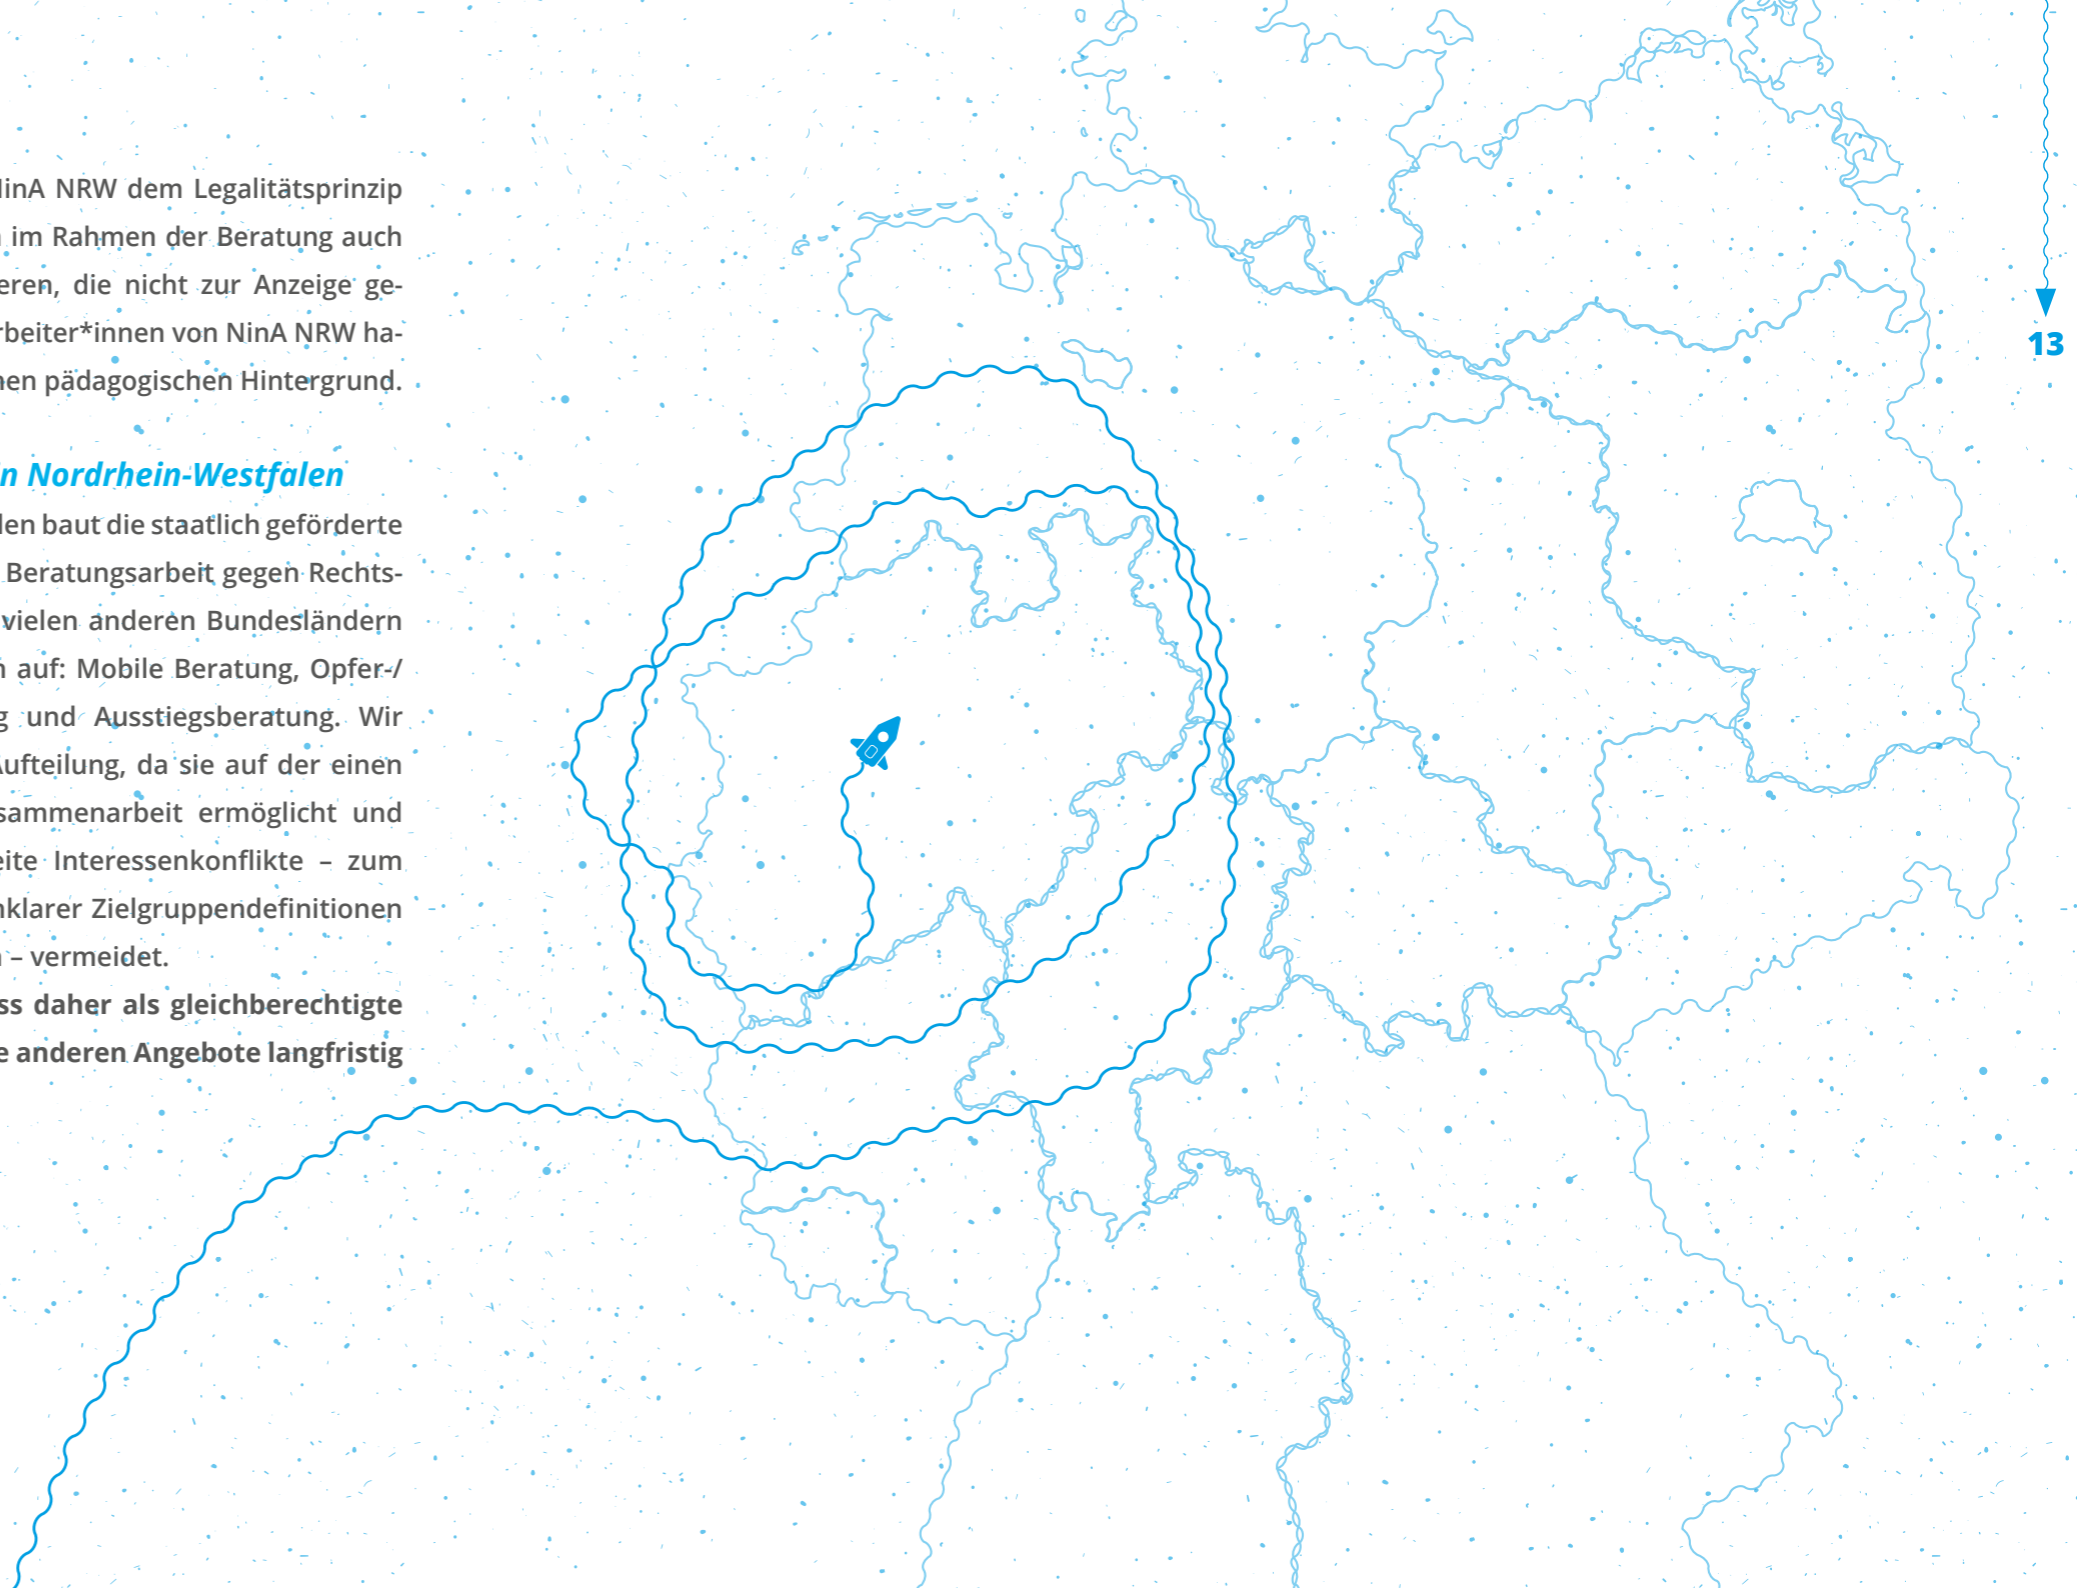 NinA NRW dem Legalitätsprinzip
im Rahmen der Beratung auch
eren, die nicht zur Anzeige ge-
rbeiter*innen von NinA NRW ha-
nen pädagogischen Hintergrund.
n Nordrhein-Westfalen
den baut die staatlich geförderte
Beratungsarbeit gegen Rechts-
vielen anderen Bundesländern
n auf: Mobile Beratung, Opfer-/
g und Ausstiegsberatung. Wir
Aufteilung, da sie auf der einen
sammenarbeit ermöglicht und
eite Interessenkonflikte – zum
nklarer Zielgruppendefinitionen
– vermeidet.
ss daher als gleichberechtigte
e anderen Angebote langfristig
13